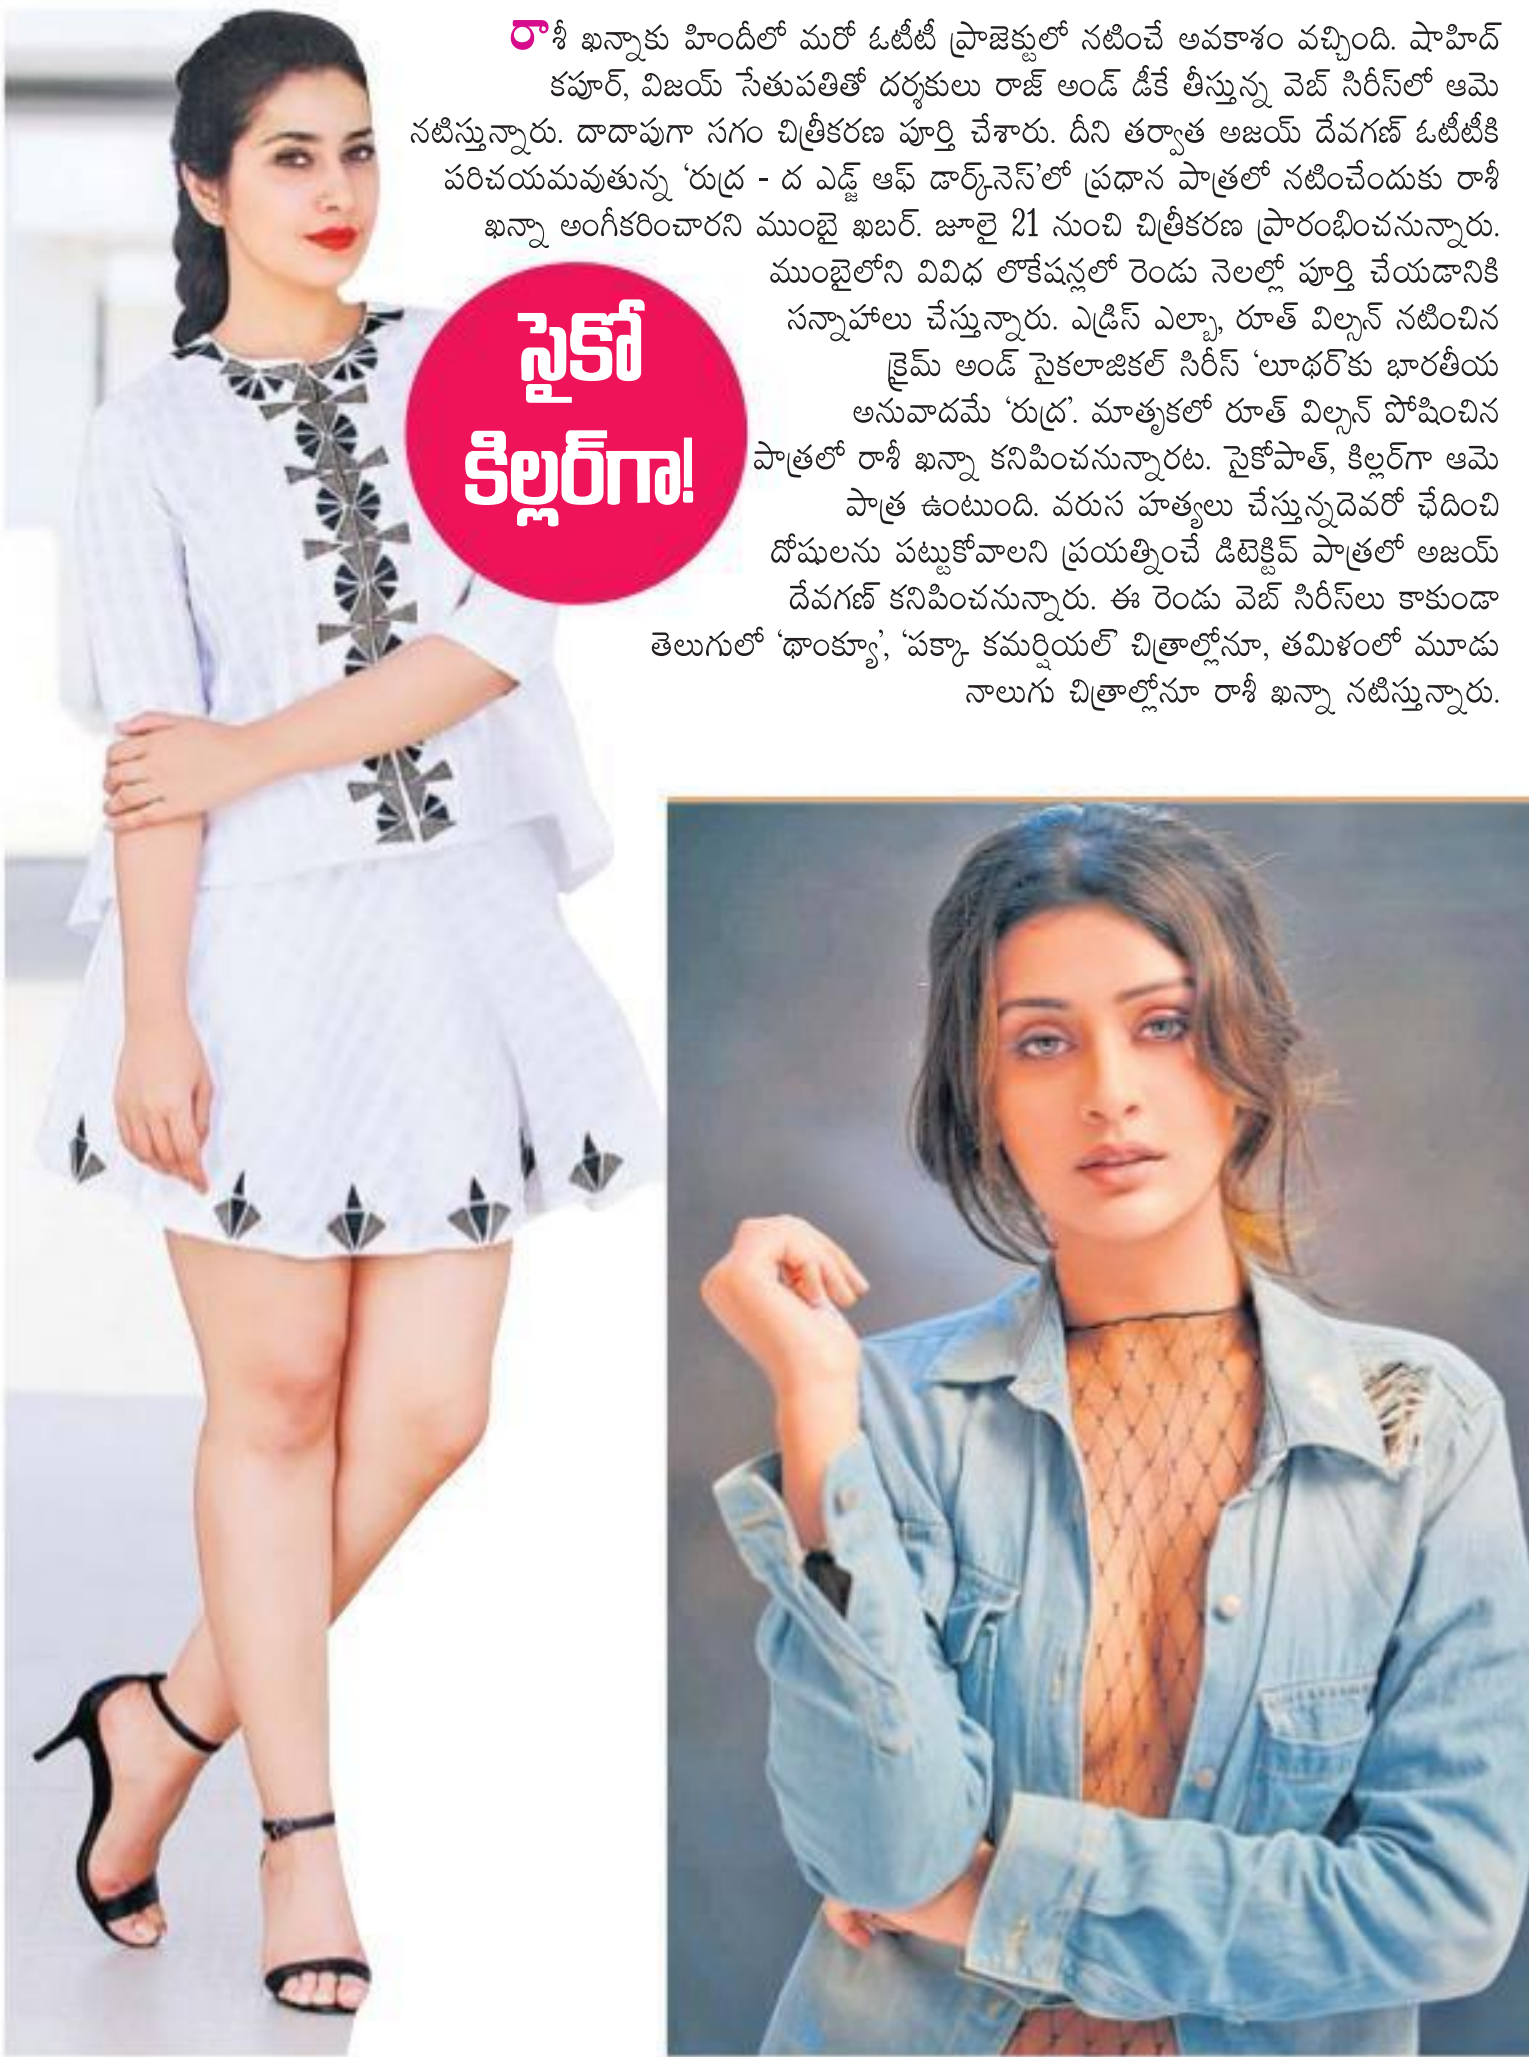 రాశీ ఖన్నాకు హిందీలో మరో ఓటీటీ ప్రాజెక్టులో నటించే అవకాశం వచ్చింది. షాహిద్
కపూర్, విజయ్ సేతుపతితో దర్శకులు రాజ్ అండ్ డీకే తీస్తున్న వెబ్ సిరీస్‌లో ఆమె
నటిస్తున్నారు. దాదాపుగా సగం చిత్రీకరణ పూర్తి చేశారు. దీని తర్వాత అజయ్ దేవగణ్ ఓటీటీకి
పరిచయమవుతున్న ‘రుద్ర - ద ఎడ్జ్ ఆఫ్ డార్క్‌నెస్’లో ప్రధాన పాత్రలో నటించేందుకు రాశీ
ఖన్నా అంగీకరించారని ముంబై ఖబర్. జూలై 21 నుంచి చిత్రీకరణ ప్రారంభించనున్నారు.
ముంబైలోని వివిధ లొకేషన్లలో రెండు నెలల్లో పూర్తి చేయడానికి
సన్నాహాలు చేస్తున్నారు. ఎడ్రిస్ ఎల్బా, రూత్ విల్సన్ నటించిన
క్రైమ్ అండ్ సైకలాజికల్ సిరీస్ ‘లూథర్’కు భారతీయ
అనువాదమే ‘రుద్ర’. మాతృకలో రూత్ విల్సన్ పోషించిన
పాత్రలో రాశీ ఖన్నా కనిపించనున్నారట. సైకోపాత్, కిల్లర్‌గా ఆమె
పాత్ర ఉంటుంది. వరుస హత్యలు చేస్తున్నదెవరో ఛేదించి
దోషులను పట్టుకోవాలని ప్రయత్నించే డిటెక్టివ్ పాత్రలో అజయ్
దేవగణ్ కనిపించనున్నారు. ఈ రెండు వెబ్ సిరీస్‌లు కాకుండా
తెలుగులో ‘థాంక్యూ’, ‘పక్కా కమర్షియల్’ చిత్రాల్లోనూ, తమిళంలో మూడు
నాలుగు చిత్రాల్లోనూ రాశీ ఖన్నా నటిస్తున్నారు.
సైకో
కిల్లర్‌గా!